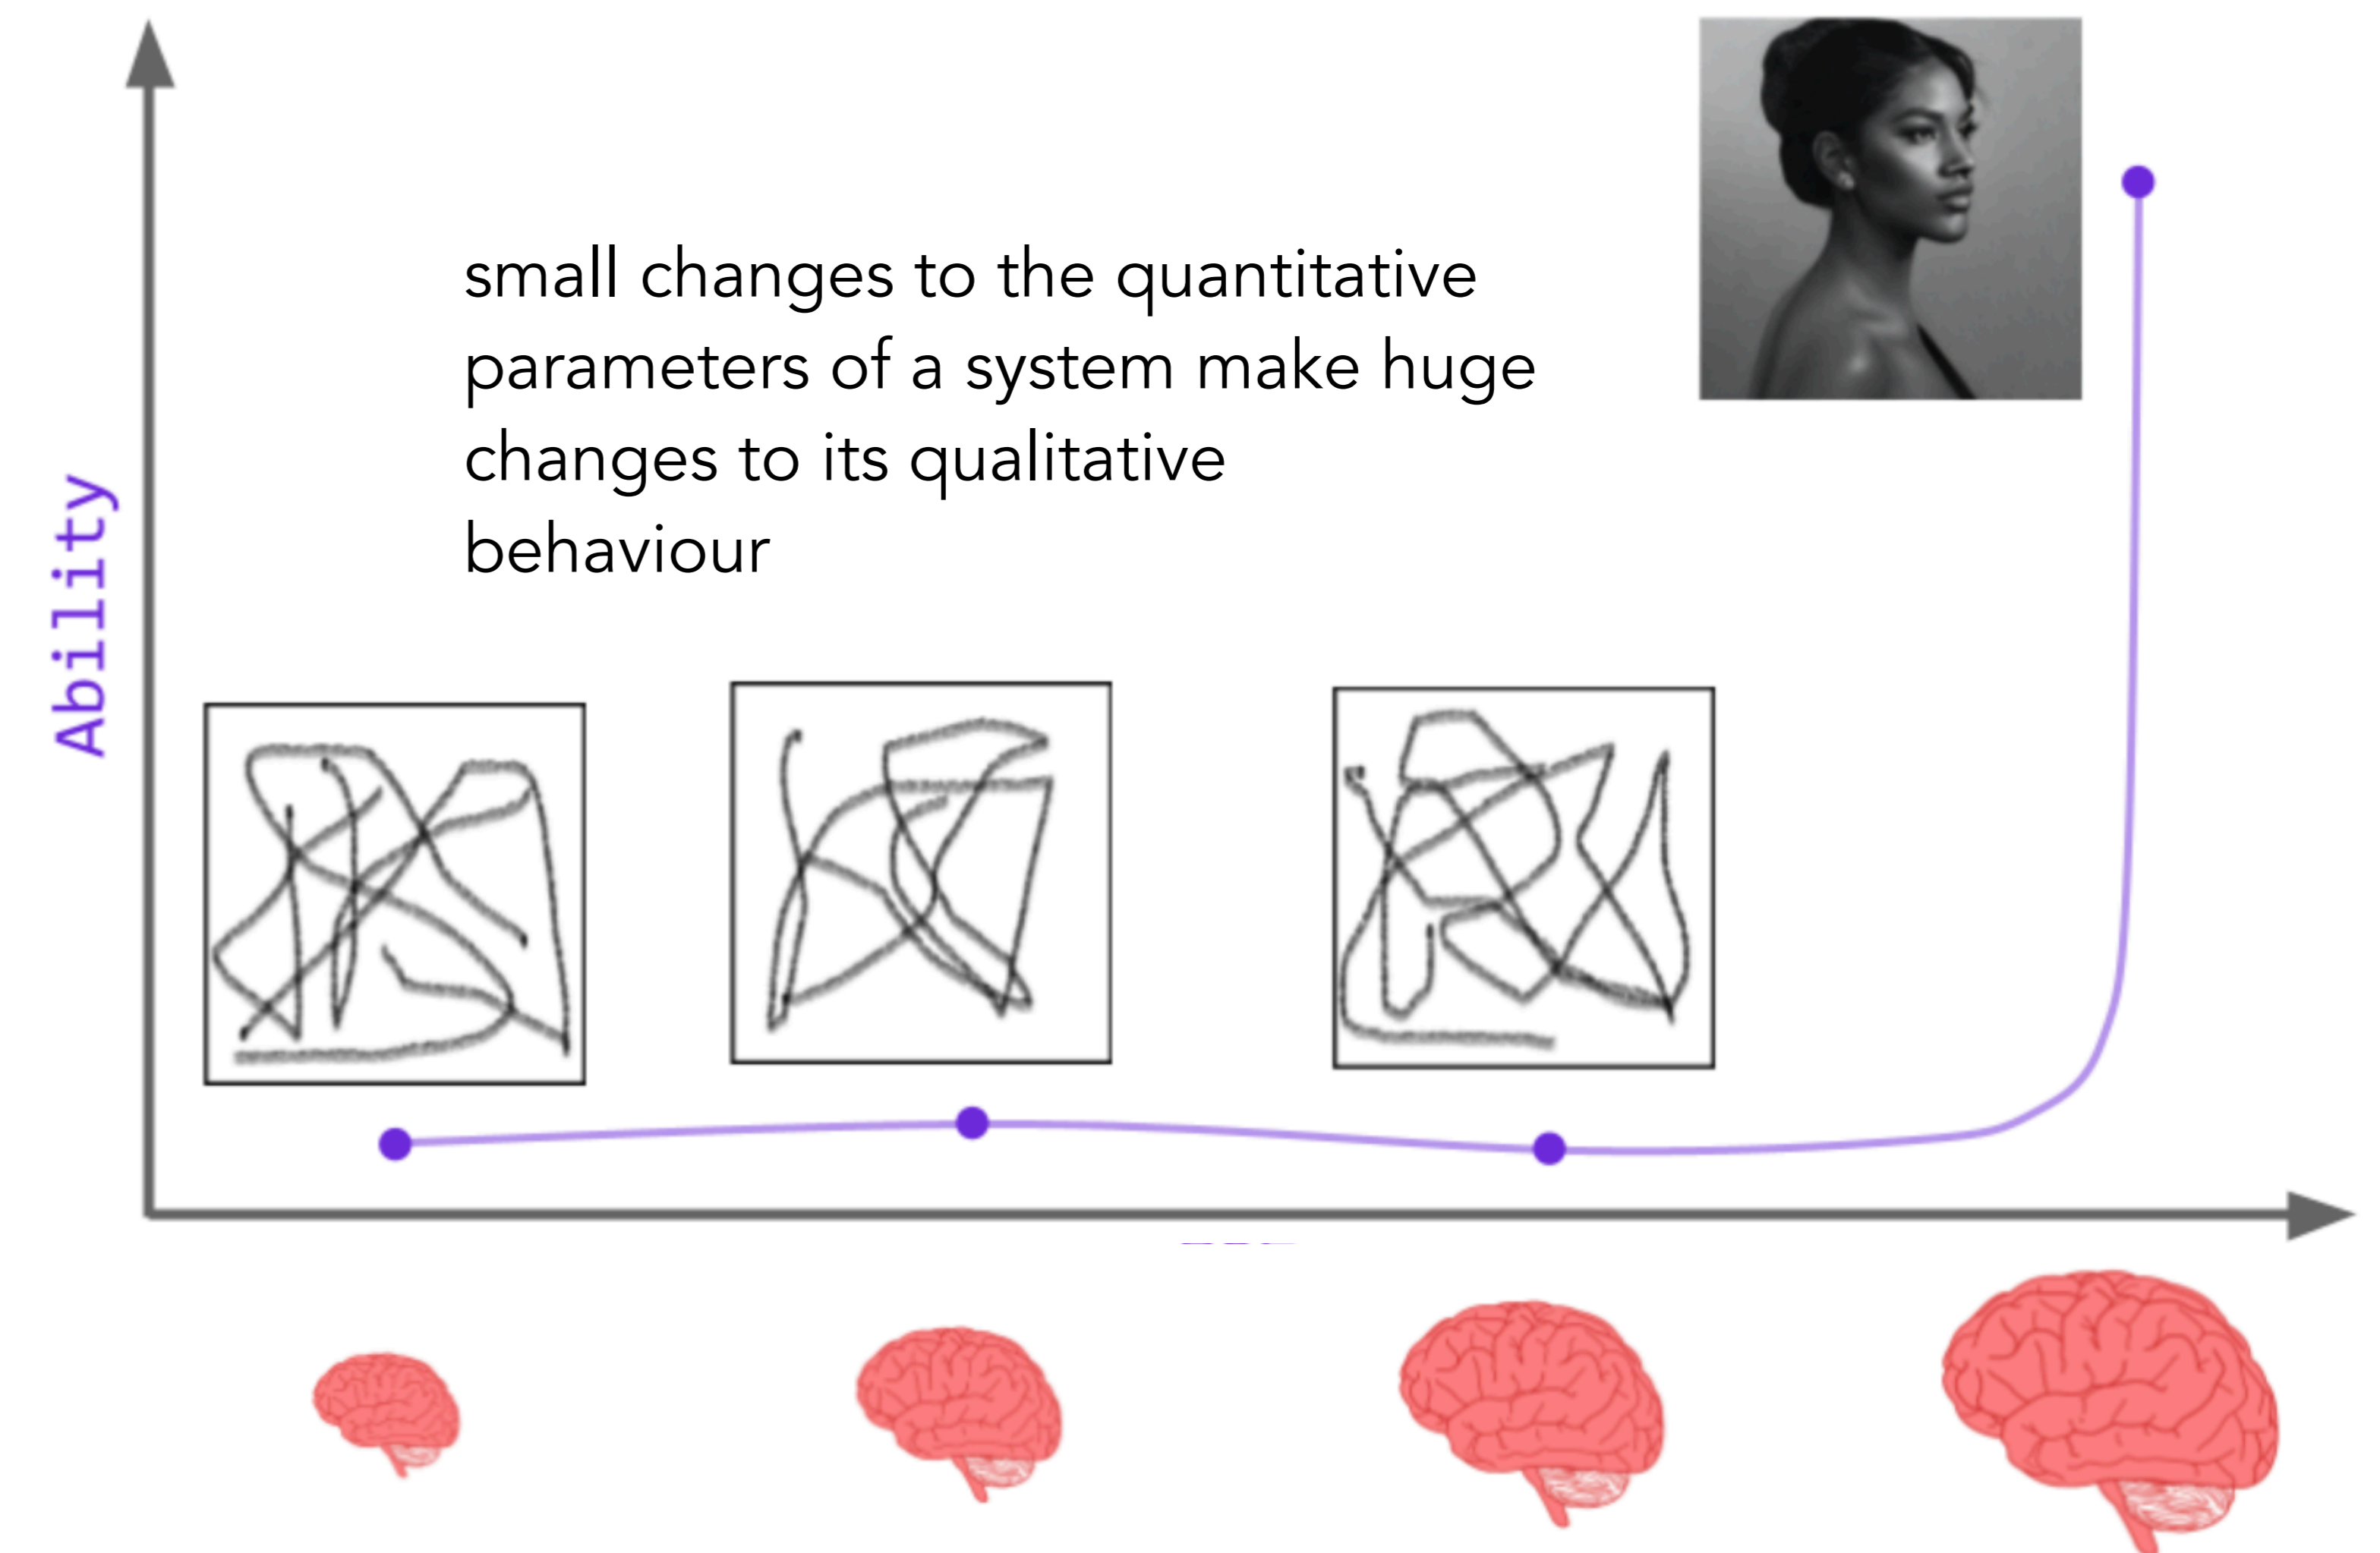 small changes to the quantitative
parameters of a system make huge
changes to its qualitative
behaviour
Ability